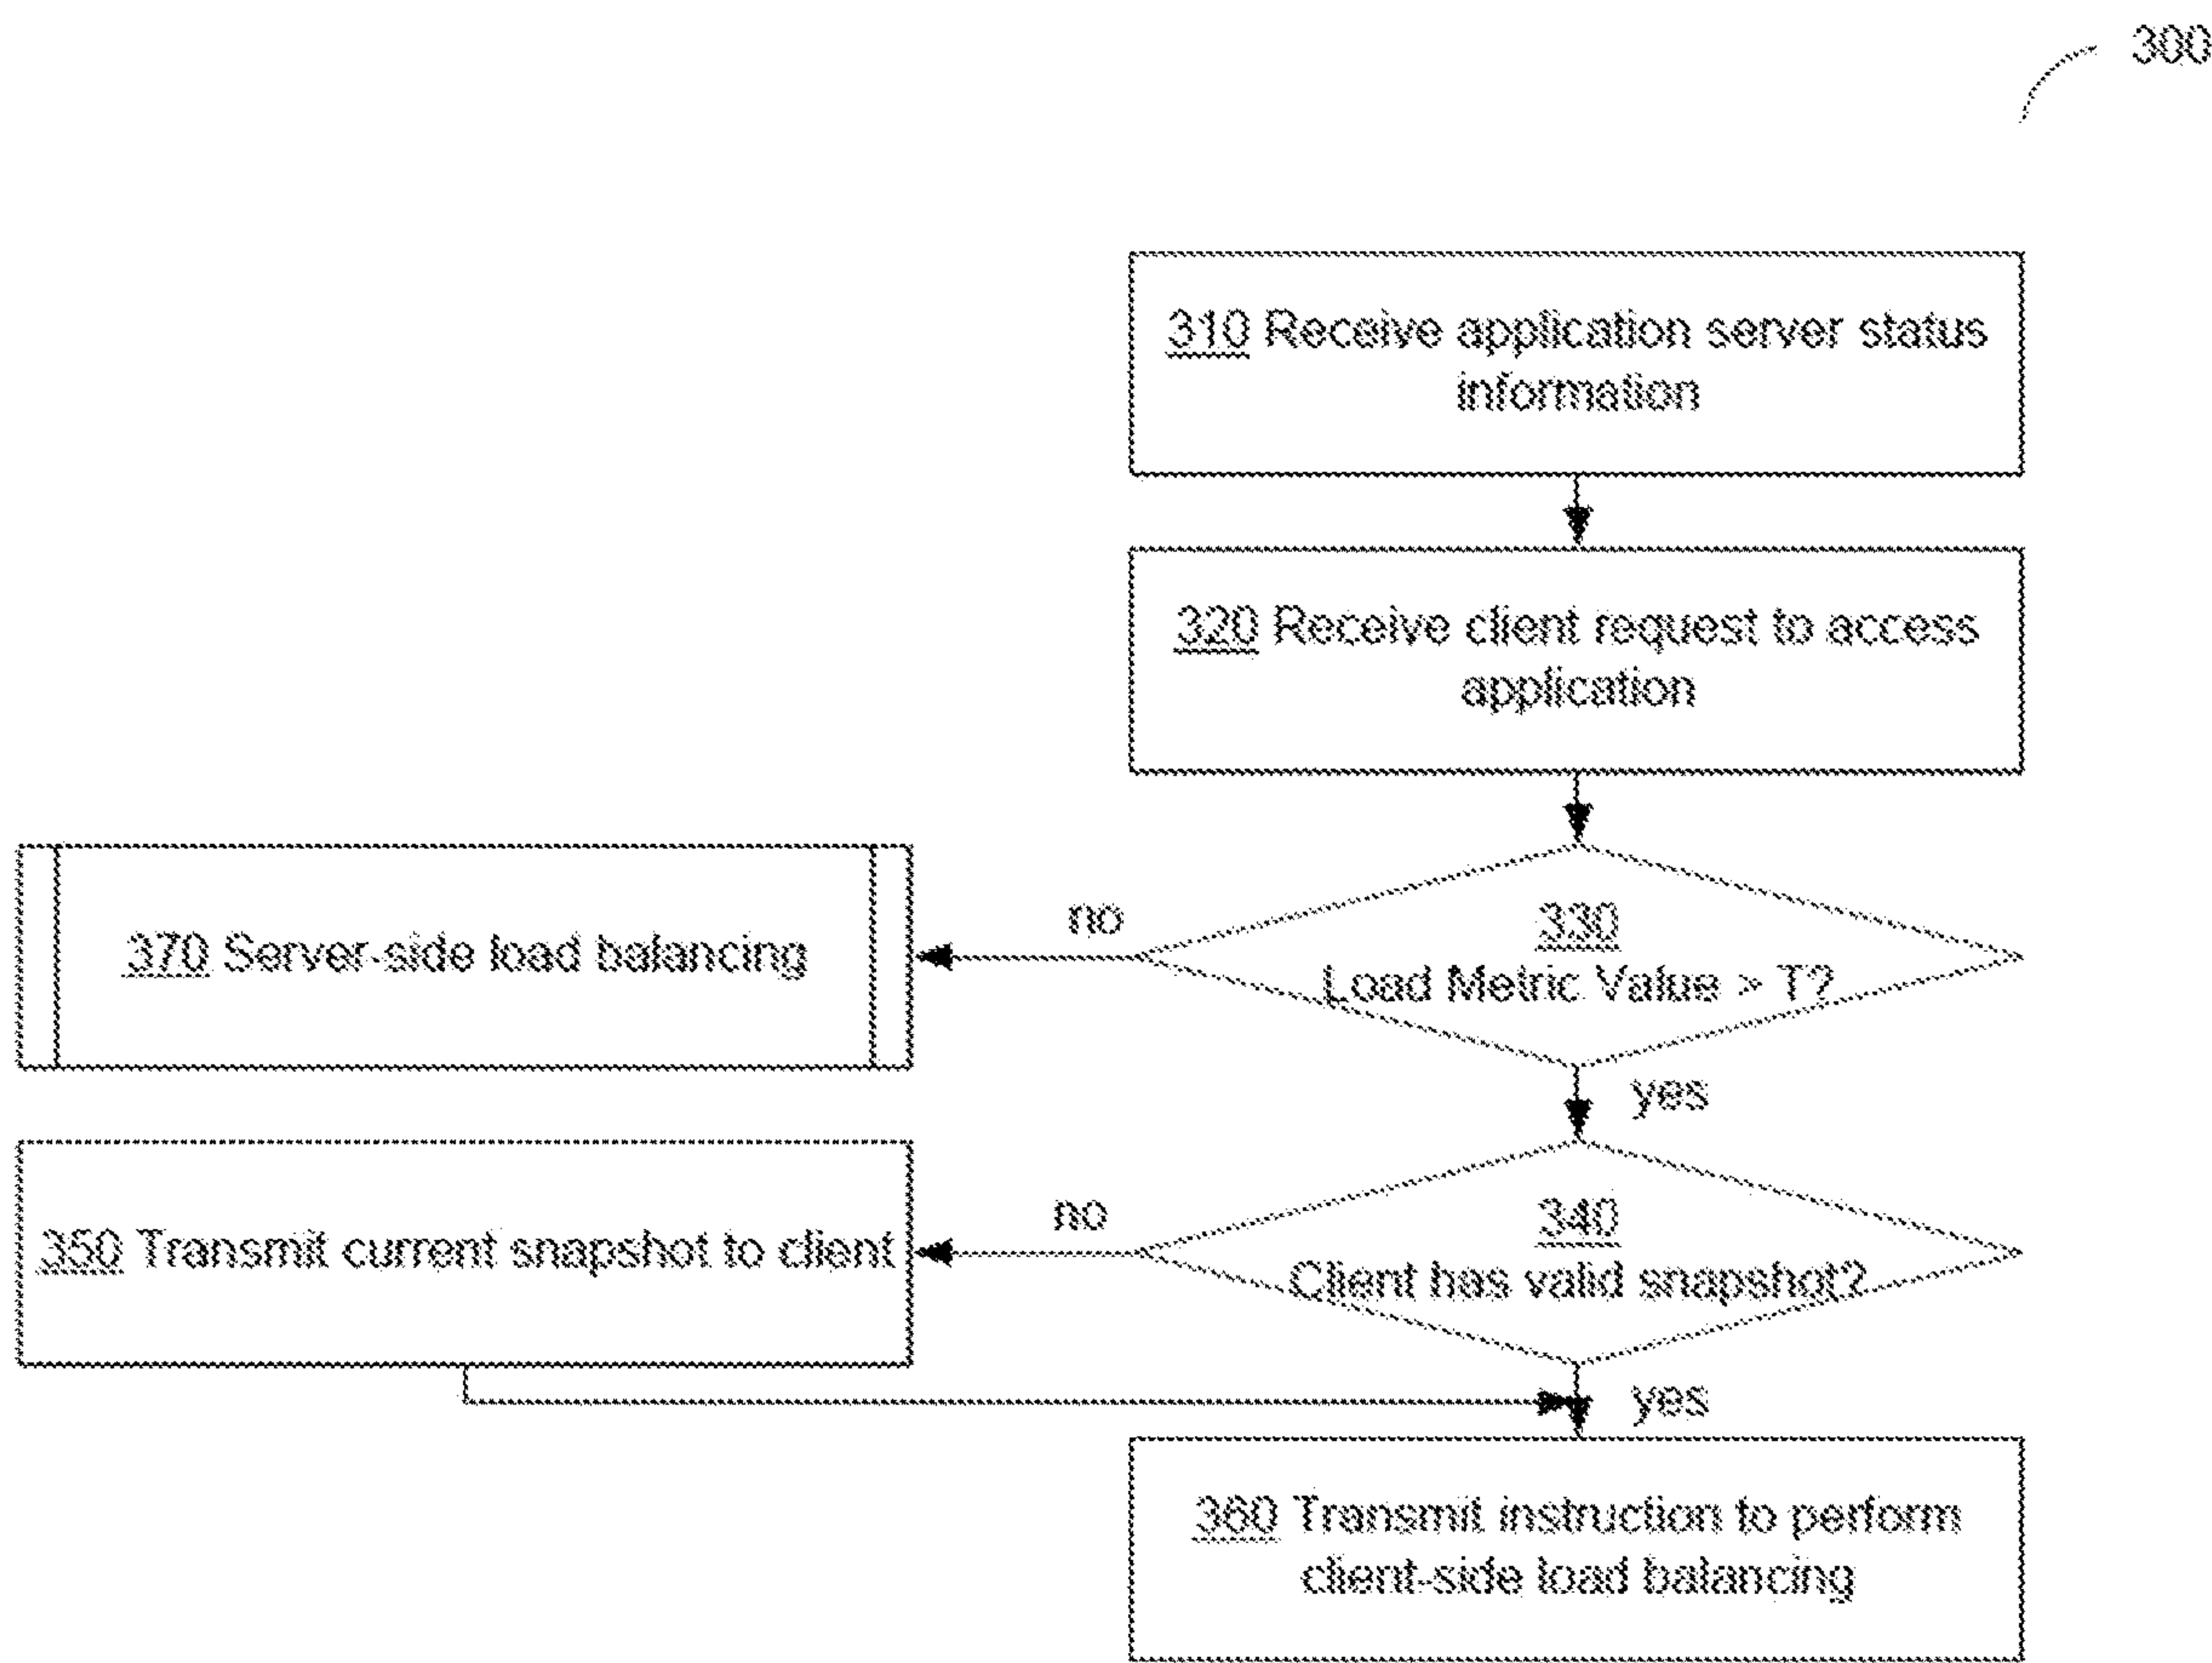 300
310 Receive application server status
information
320 Receive client request to access
application
330
Load Metric Value > T?
no
370 Server-side load balancing
yes
340
Client has valid snapshot?
no
350 Transmit current snapshot to client
yes
360 Transmit instruction to perform
client-side load balancing